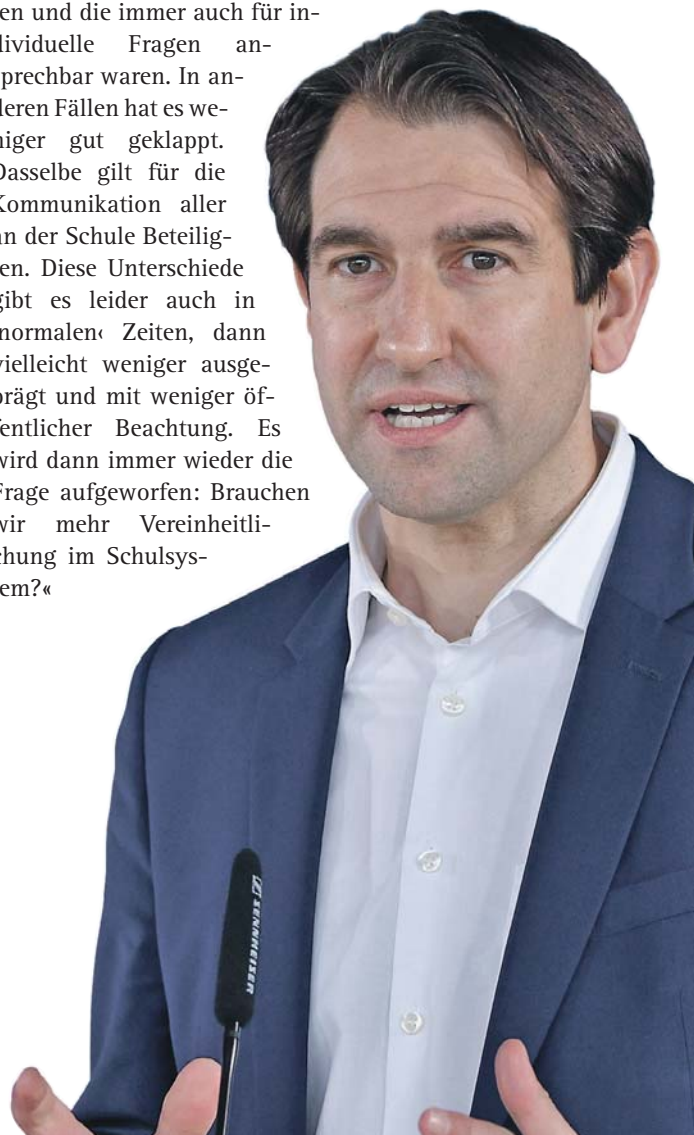 en und die immer auch für in-
dividuelle Fragen an-
sprechbar waren. In an-
deren Fällen hat es we-
niger gut geklappt.
Dasselbe gilt für die
Kommunikation aller
an der Schule Beteilig-
en. Diese Unterschiede
gibt es leider auch in
normalen‹ Zeiten, dann
vielleicht weniger ausge-
prägt und mit weniger öf-
fentlicher Beachtung. Es
wird dann immer wieder die
Frage aufgeworfen: Brauchen
wir mehr Vereinheitli-
chung im Schulsys-
em?«
SENNHEISER